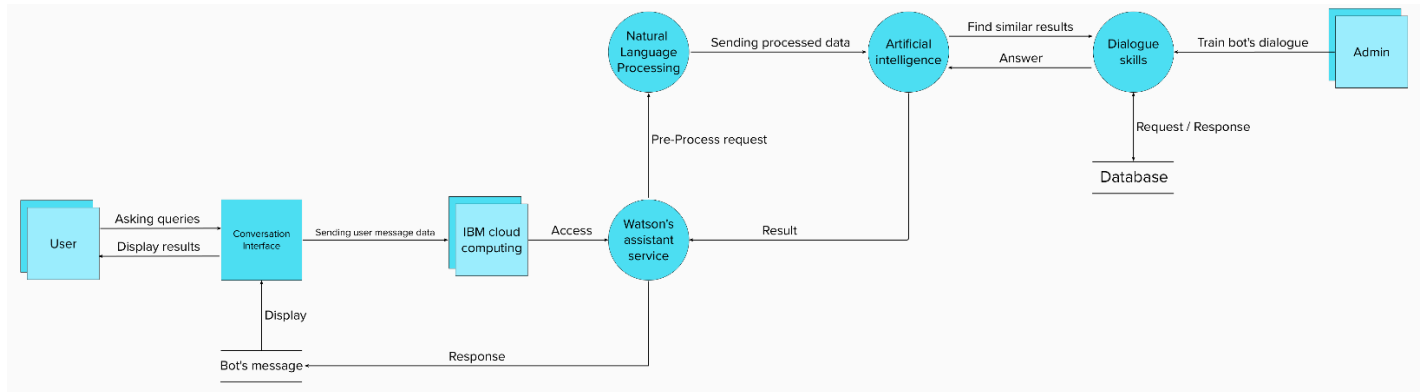 Natural
Language
Processing
Sending processed data
Artificial
intelligence
Find similar results
Answer
Dialogue
skills
Train bot's dialogue
Admin
Pre-Process request
Request / Response
Database
User
Asking queries
Display results
Conversation
Interface
Sending user message data
IBM cloud
computing
Access
Watson's
assistant
service
Result
Display
Bot's message
Response